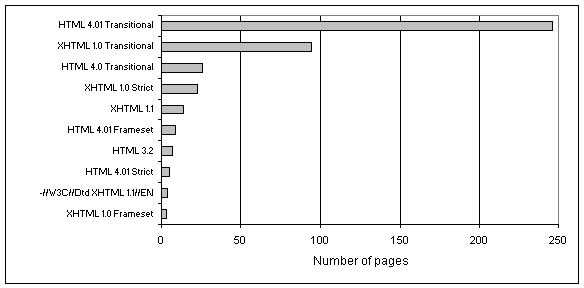 HTML 4.01 Transitional
XHTML 1.0 Transitional
HTML 4.0 Transitional
XHTML 1.0 Strict
XHTML 1.1
HTML 4.01 Frameset
HTML 3.2
HTML 4.01 Strict
-//W3C//Dtd XHTML 1.1//EN
XHTML 1.0 Frameset
0 50 100 150 200 250
Number of pages